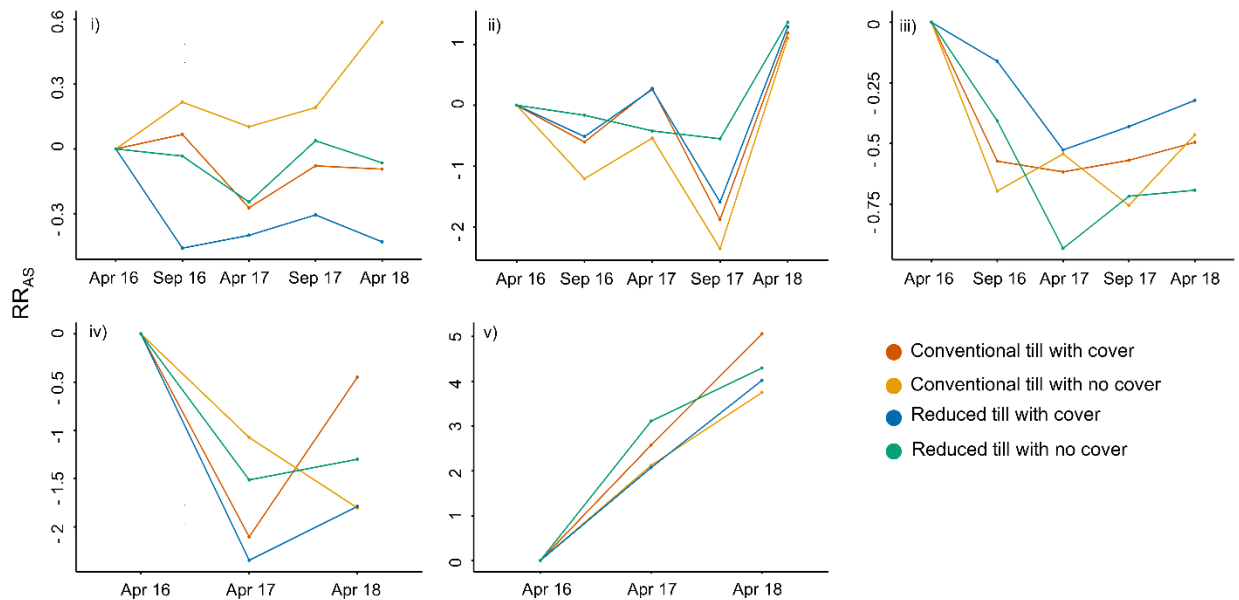 i)
0.6
0.3
0
- 0.3
Apr 16 Sep 16 Apr 17 Sep 17 Apr 18
ii)
1
0
- 1
- 2
Apr 16 Sep 16 Apr 17 Sep 17 Apr 18
iii)
0
- 0.25
- 0.5
- 0.75
Apr 16 Sep 16 Apr 17 Sep 17 Apr 18
RR_AS
iv)
0
- 0.5
- 1
- 1.5
- 2
Apr 16 Apr 17 Apr 18
v)
5
4
3
2
1
0
Apr 16 Apr 17 Apr 18
Conventional till with cover
Conventional till with no cover
Reduced till with cover
Reduced till with no cover